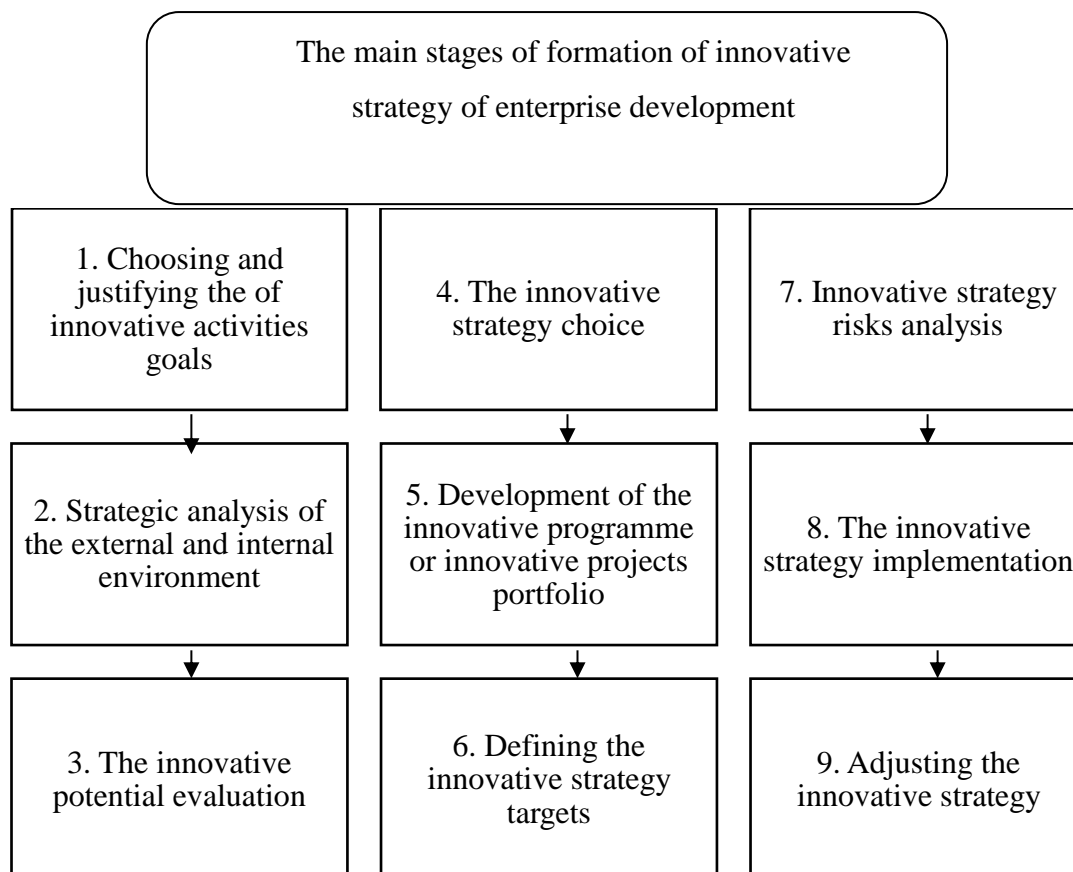 The main stages of formation of innovative
strategy of enterprise development
1. Choosing and
justifying the of
innovative activities
goals
2. Strategic analysis of
the external and internal
environment
3. The innovative
potential evaluation
4. The innovative
strategy choice
5. Development of the
innovative programme
or innovative projects
portfolio
6. Defining the
innovative strategy
targets
7. Innovative strategy
risks analysis
8. The innovative
strategy implementation
9. Adjusting the
innovative strategy